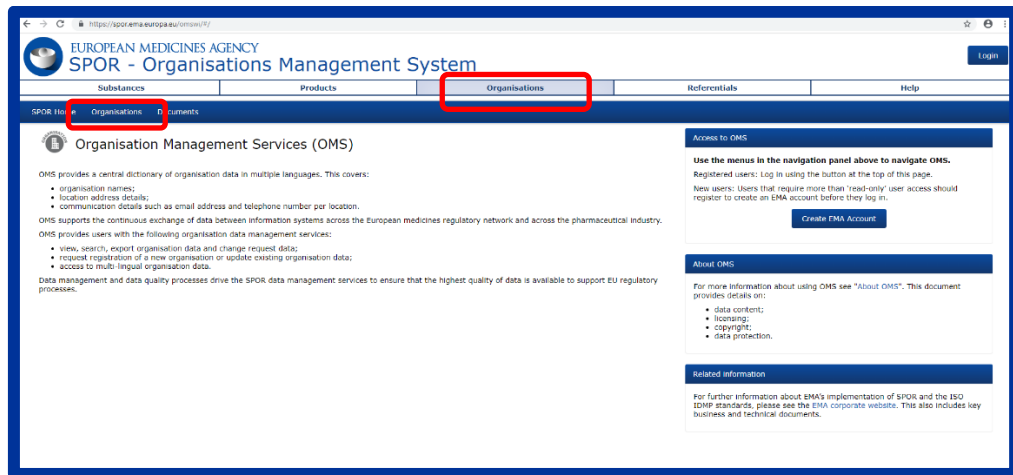 https://spor.ema.europa.eu/omswi/#/
EUROPEAN MEDICINES AGENCY
SPOR - Organisations Management System
Login
Substances Products Organisations Referentials Help
SPOR Home Organisations Documents
Organisation Management Services (OMS)
OMS provides a central dictionary of organisation data in multiple languages. This covers:
• organisation names;
• location address details;
• communication details such as email address and telephone number per location.
OMS supports the continuous exchange of data between information systems across the European medicines regulatory network and across the pharmaceutical industry.
OMS provides users with the following organisation data management services:
• view, search, export organisation data and change request data;
• request registration of a new organisation or update existing organisation data;
• access to multi-lingual organisation data.
Data management and data quality processes drive the SPOR data management services to ensure that the highest quality of data is available to support EU regulatory
processes.
Access to OMS
Use the menus in the navigation panel above to navigate OMS.
Registered users: Log in using the button at the top of this page.
New users: Users that require more than 'read-only' user access should
register to create an EMA account before they log in.
Create EMA Account
About OMS
For more information about using OMS see "About OMS". This document
provides details on:
• data content;
• licensing;
• copyright;
• data protection.
Related information
For further information about EMA's implementation of SPOR and the ISO
IDMP standards, please see the EMA corporate website. This also includes key
business and technical documents.